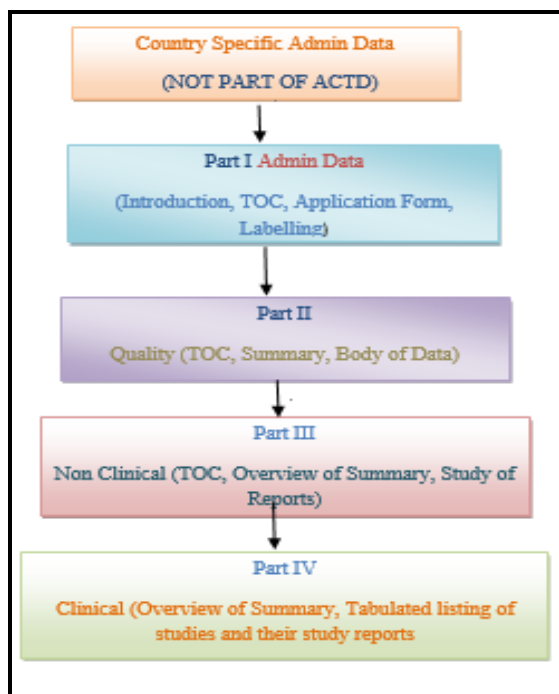 Country Specific Admin Data
(NOT PART OF ACTD)
Part I Admin Data
(Introduction, TOC, Application Form,
Labelling)
Part II
Quality (TOC, Summary, Body of Data)
Part III
Non Clinical (TOC, Overview of Summary, Study of
Reports)
Part IV
Clinical (Overview of Summary, Tabulated listing of
studies and their study reports